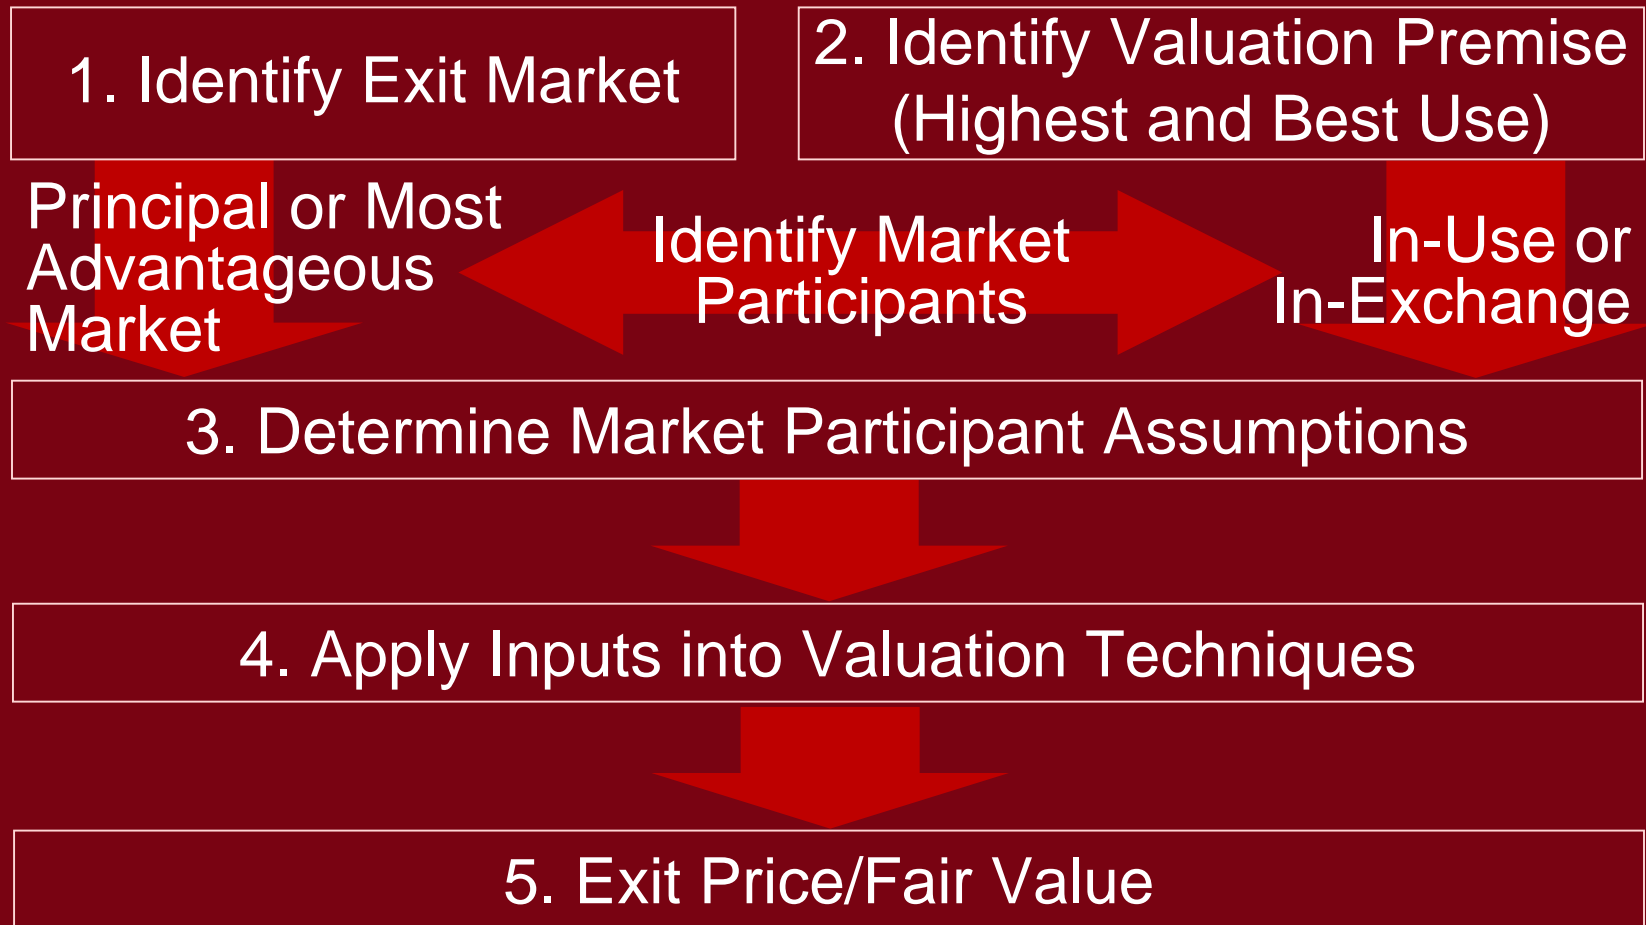 1. Identify Exit Market
2. Identify Valuation Premise
(Highest and Best Use)
Principal or Most
Advantageous
Market
Identify Market
Participants
In-Use or
In-Exchange
3. Determine Market Participant Assumptions
4. Apply Inputs into Valuation Techniques
5. Exit Price/Fair Value